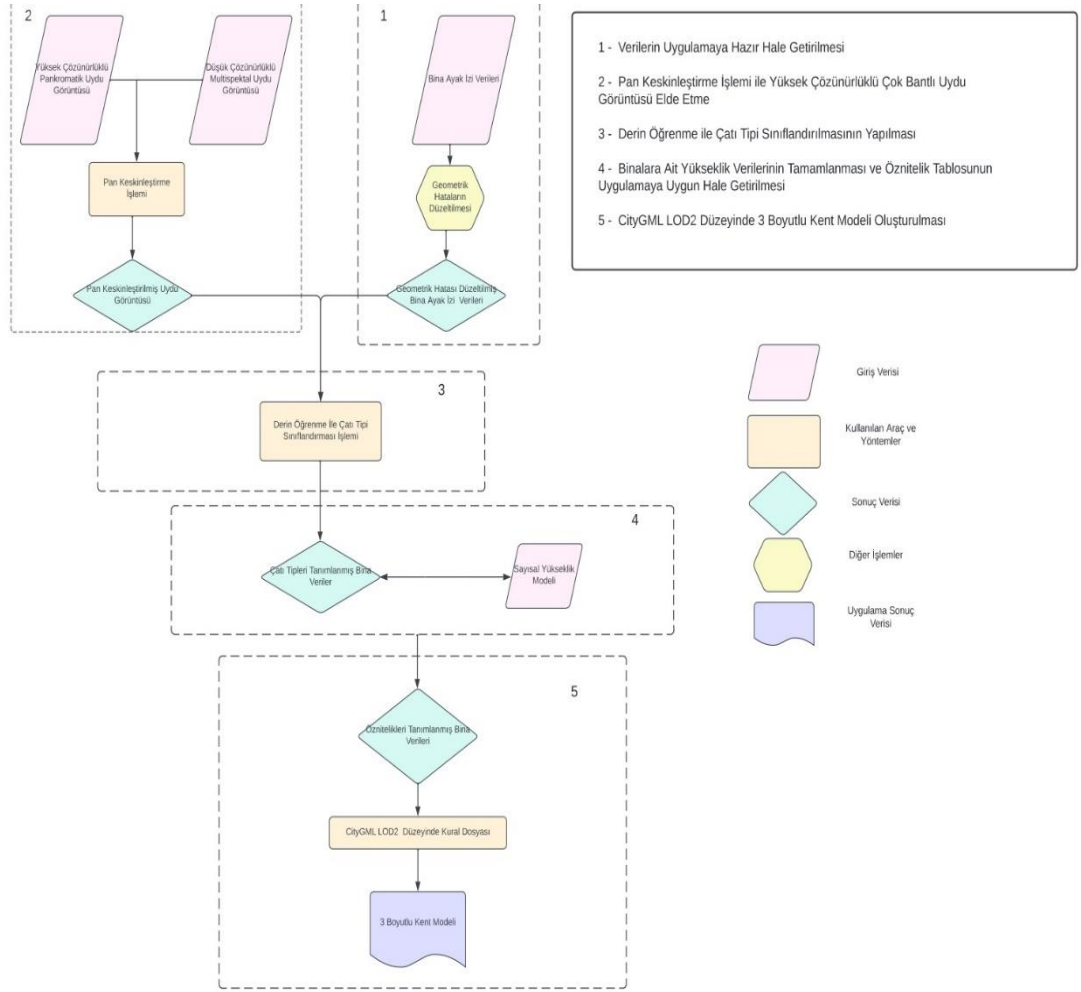 2
Yüksek Çözünürlüklü
Pankromatik Uydu
Görüntüsü
Düşük Çözünürlüklü
Multispektal Uydu
Görüntüsü
Pan Keskinleştirme
İşlemi
Pan Keskinleştirilmiş Uydu
Görüntüsü
1
Bina Ayak İzi Verileri
Geometrik
Hataların
Düzeltilmesi
Geometrik Hatası Düzeltilmiş
Bina Ayak İzi Verileri
1 - Verilerin Uygulamaya Hazır Hale Getirilmesi
2 - Pan Keskinleştirme İşlemi ile Yüksek Çözünürlüklü Çok Bantlı Uydu
Görüntüsü Elde Etme
3 - Derin Öğrenme ile Çatı Tipi Sınıflandırılmasının Yapılması
4 - Binalara Ait Yükseklik Verilerinin Tamamlanması ve Öznitelik Tablosunun
Uygulamaya Uygun Hale Getirilmesi
5 - CityGML LOD2 Düzeyinde 3 Boyutlu Kent Modeli Oluşturulması
3
Derin Öğrenme İle Çatı Tipi
Sınıflandırması İşlemi
4
Çatı Tipleri Tanımlanmış Bina
Veriler
Sayısal Yükseklik
Modeli
5
Öznitelikleri Tanımlanmış Bina
Verileri
CityGML LOD2 Düzeyinde Kural Dosyası
3 Boyutlu Kent Modeli
Giriş Verisi
Kullanılan Araç ve
Yöntemler
Sonuç Verisi
Diğer İşlemler
Uygulama Sonuç
Verisi